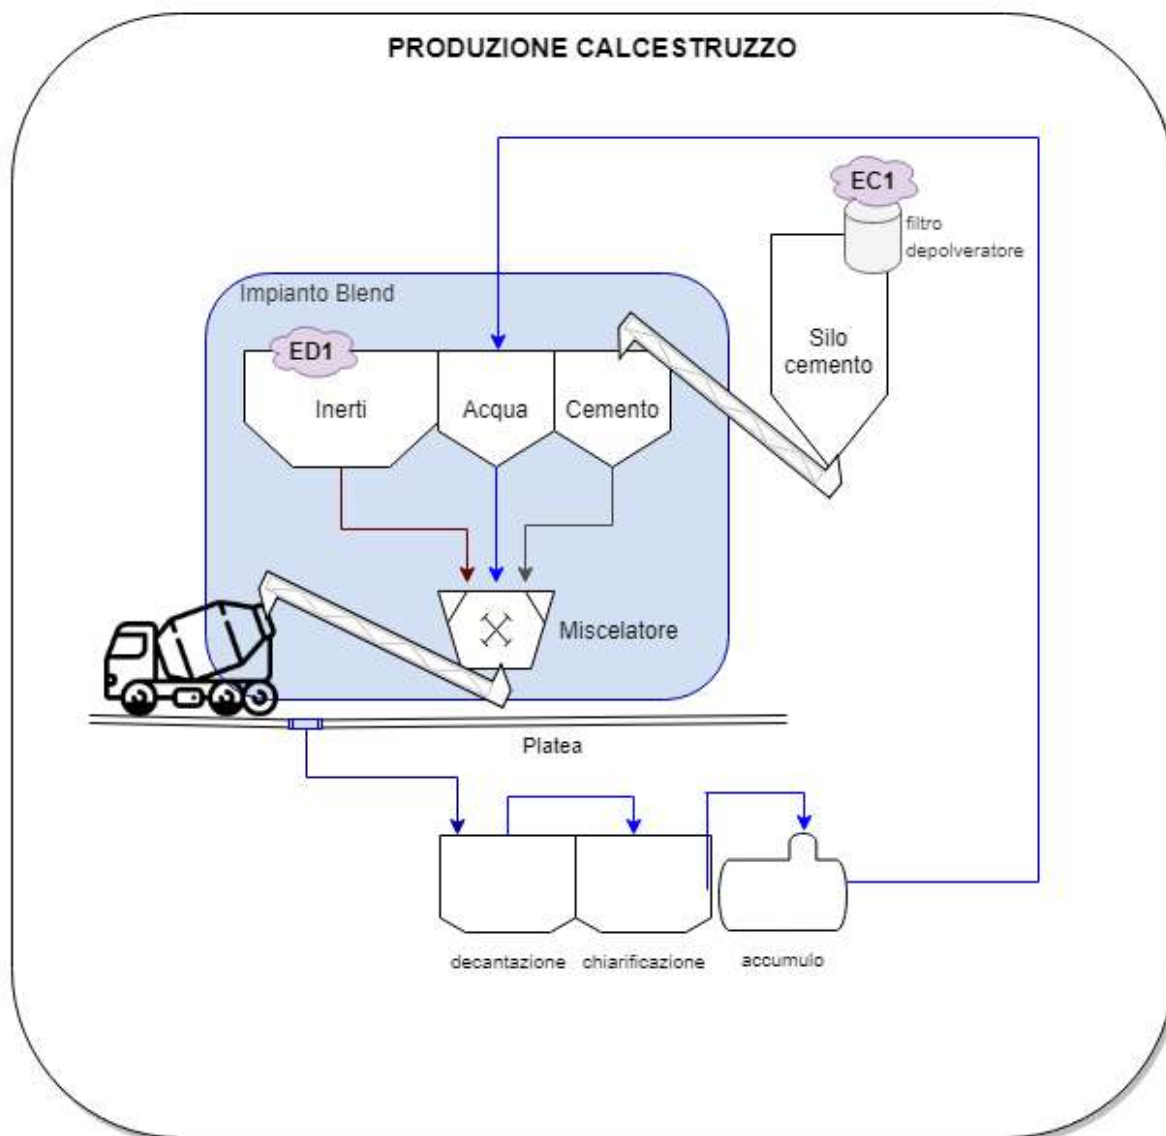 PRODUZIONE CALCESTRUZZO
EC1
filtro
depolveratore
Impianto Blend
ED1
Silo
cemento
Inerti
Acqua
Cemento
Miscelatore
Platea
decantazione
chiarificazione
accumulo